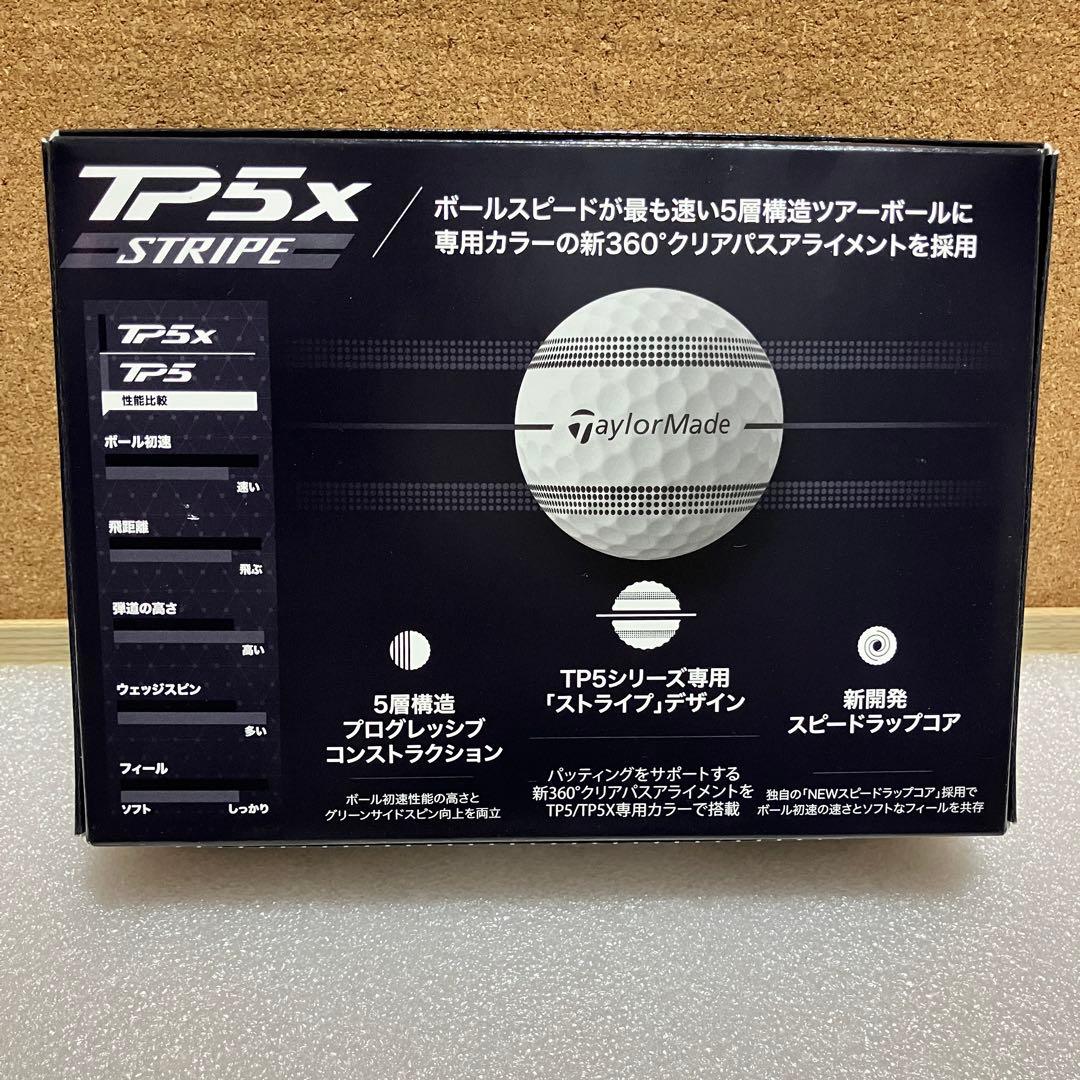 TP5x
STRIPE
ボールスピードが最も速い5層構造ツアーボールに
専用カラーの新360°クリアパスアライメントを採用
TP5x
TP5
性能比較
ボール初速
速い
飛距離
飛ぶ
弾道の高さ
高い
ウェッジスピン
多い
フィール
ソフト しっかり
TaylorMade
5層構造
プログレッシブ
コンストラクション
ボール初速性能の高さと
グリーンサイドスピン向上を両立
TP5シリーズ専用
「ストライプ」デザイン
パッティングをサポートする
新360°クリアパスアライメントを
TP5/TP5X専用カラーで搭載
新開発
スピードラップコア
独自の「NEWスピードラップコア」採用で
ボール初速の速さとソフトなフィールを共存